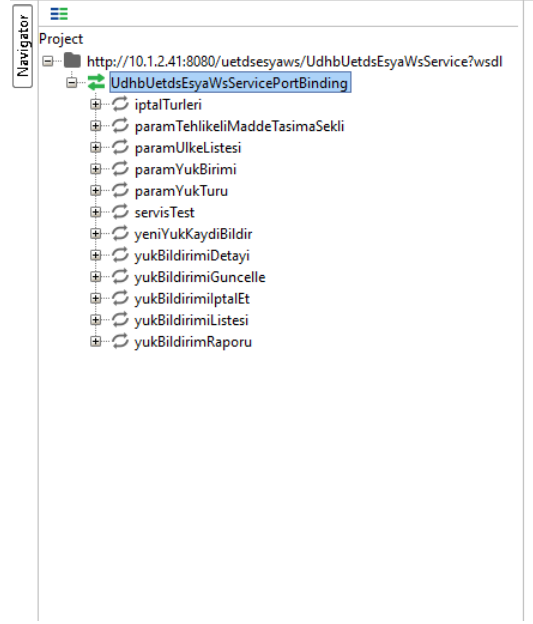 Navigator
Project
http://10.1.2.41:8080/uetdsesyaws/UdhbUetdsEsyaWsService?wsdl
UdhbUetdsEsyaWsServicePortBinding
iptalTurleri
paramTehlikeliMaddeTasimaSekli
paramUlkeListesi
paramYukBirimi
paramYukTuru
servisTest
yeniYukKaydiBildir
yukBildirimiDetayi
yukBildirimiGuncelle
yukBildirimiIptalEt
yukBildirimiListesi
yukBildirimRaporu